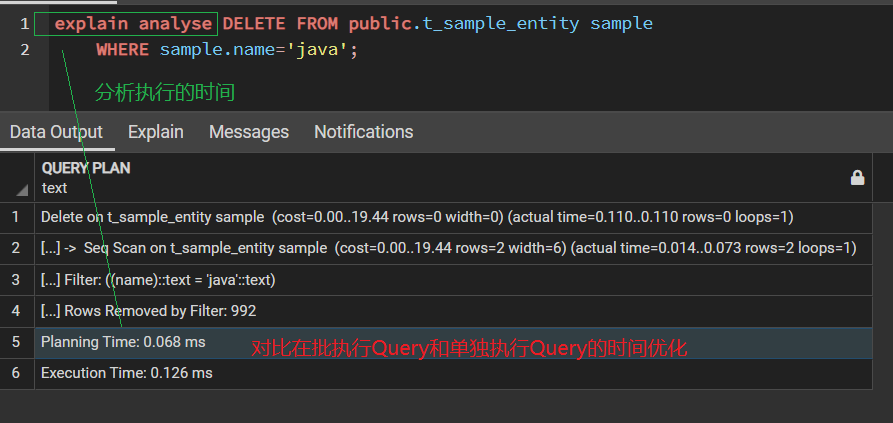 1 explain analyse DELETE FROM public.t_sample_entity sample
2 WHERE sample.name='java';
分析执行的时间
Data Output Explain Messages Notifications
QUERY PLAN
text
1 Delete on t_sample_entity sample (cost=0.00..19.44 rows=0 width=0) (actual time=0.110..0.110 rows=0 loops=1)
2 [...] -> Seq Scan on t_sample_entity sample (cost=0.00..19.44 rows=2 width=6) (actual time=0.014..0.073 rows=2 loops=1)
3 [...] Filter: ((name)::text = 'java'::text)
4 [...] Rows Removed by Filter: 992
5 Planning Time: 0.068 ms
对比在批执行Query和单独执行Query的时间优化
6 Execution Time: 0.126 ms